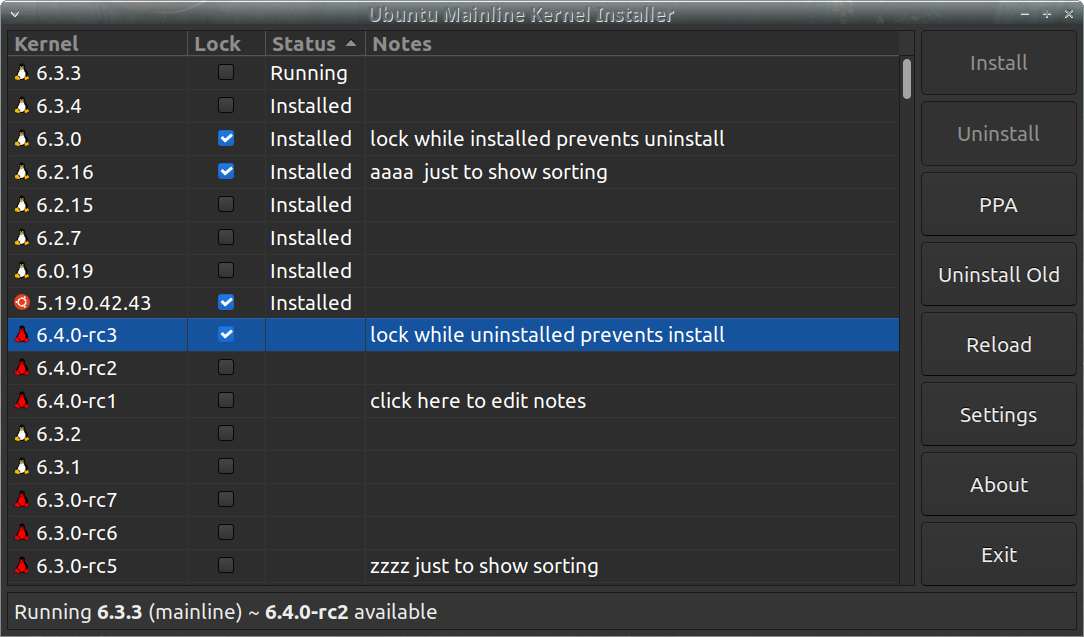 Ubuntu Mainline Kernel Installer
Kernel Lock Status Notes
6.3.3 Running
6.3.4 Installed
6.3.0 Installed lock while installed prevents uninstall
6.2.16 Installed aaaa  just to show sorting
6.2.15 Installed
6.2.7 Installed
6.0.19 Installed
5.19.0.42.43 Installed
6.4.0-rc3 lock while uninstalled prevents install
6.4.0-rc2
6.4.0-rc1 click here to edit notes
6.3.2
6.3.1
6.3.0-rc7
6.3.0-rc6
6.3.0-rc5 zzzz just to show sorting
Install
Uninstall
PPA
Uninstall Old
Reload
Settings
About
Exit
Running 6.3.3 (mainline) ~ 6.4.0-rc2 available